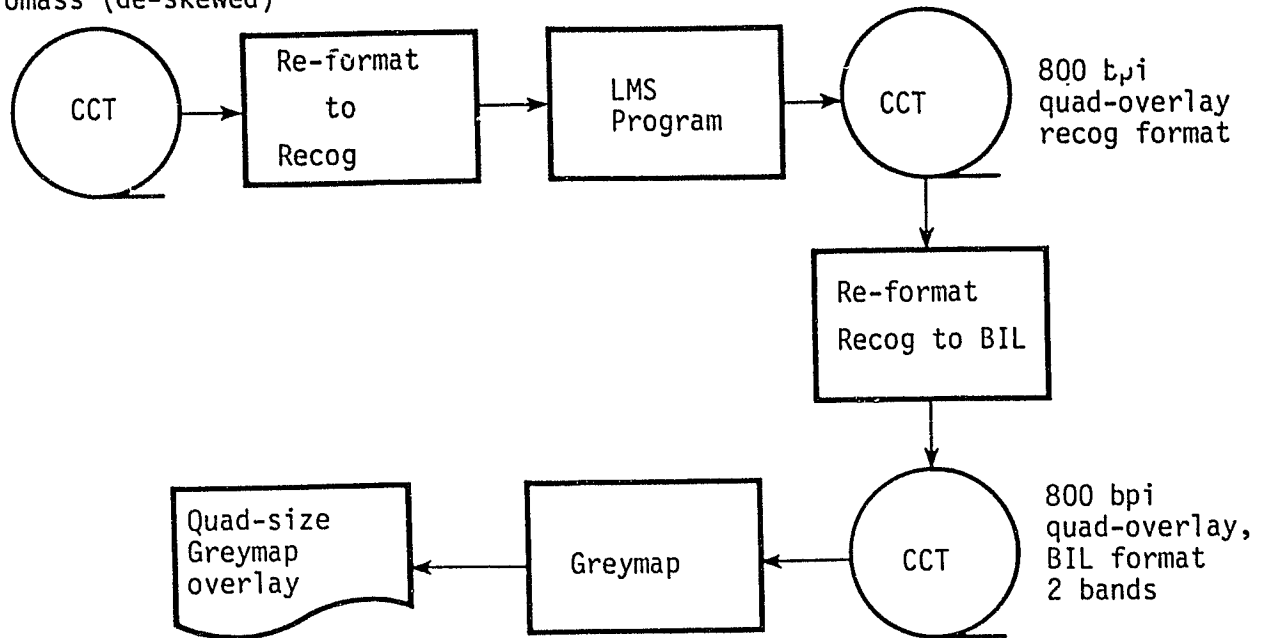 (de-skewed)
CCT
Re-format
to
Recog
LMS
Program
CCT
800 bpi
quad-overlay
recog format
Re-format
Recog to BIL
CCT
800 bpi
quad-overlay,
BIL format
2 bands
Greymap
Quad-size
Greymap
overlay